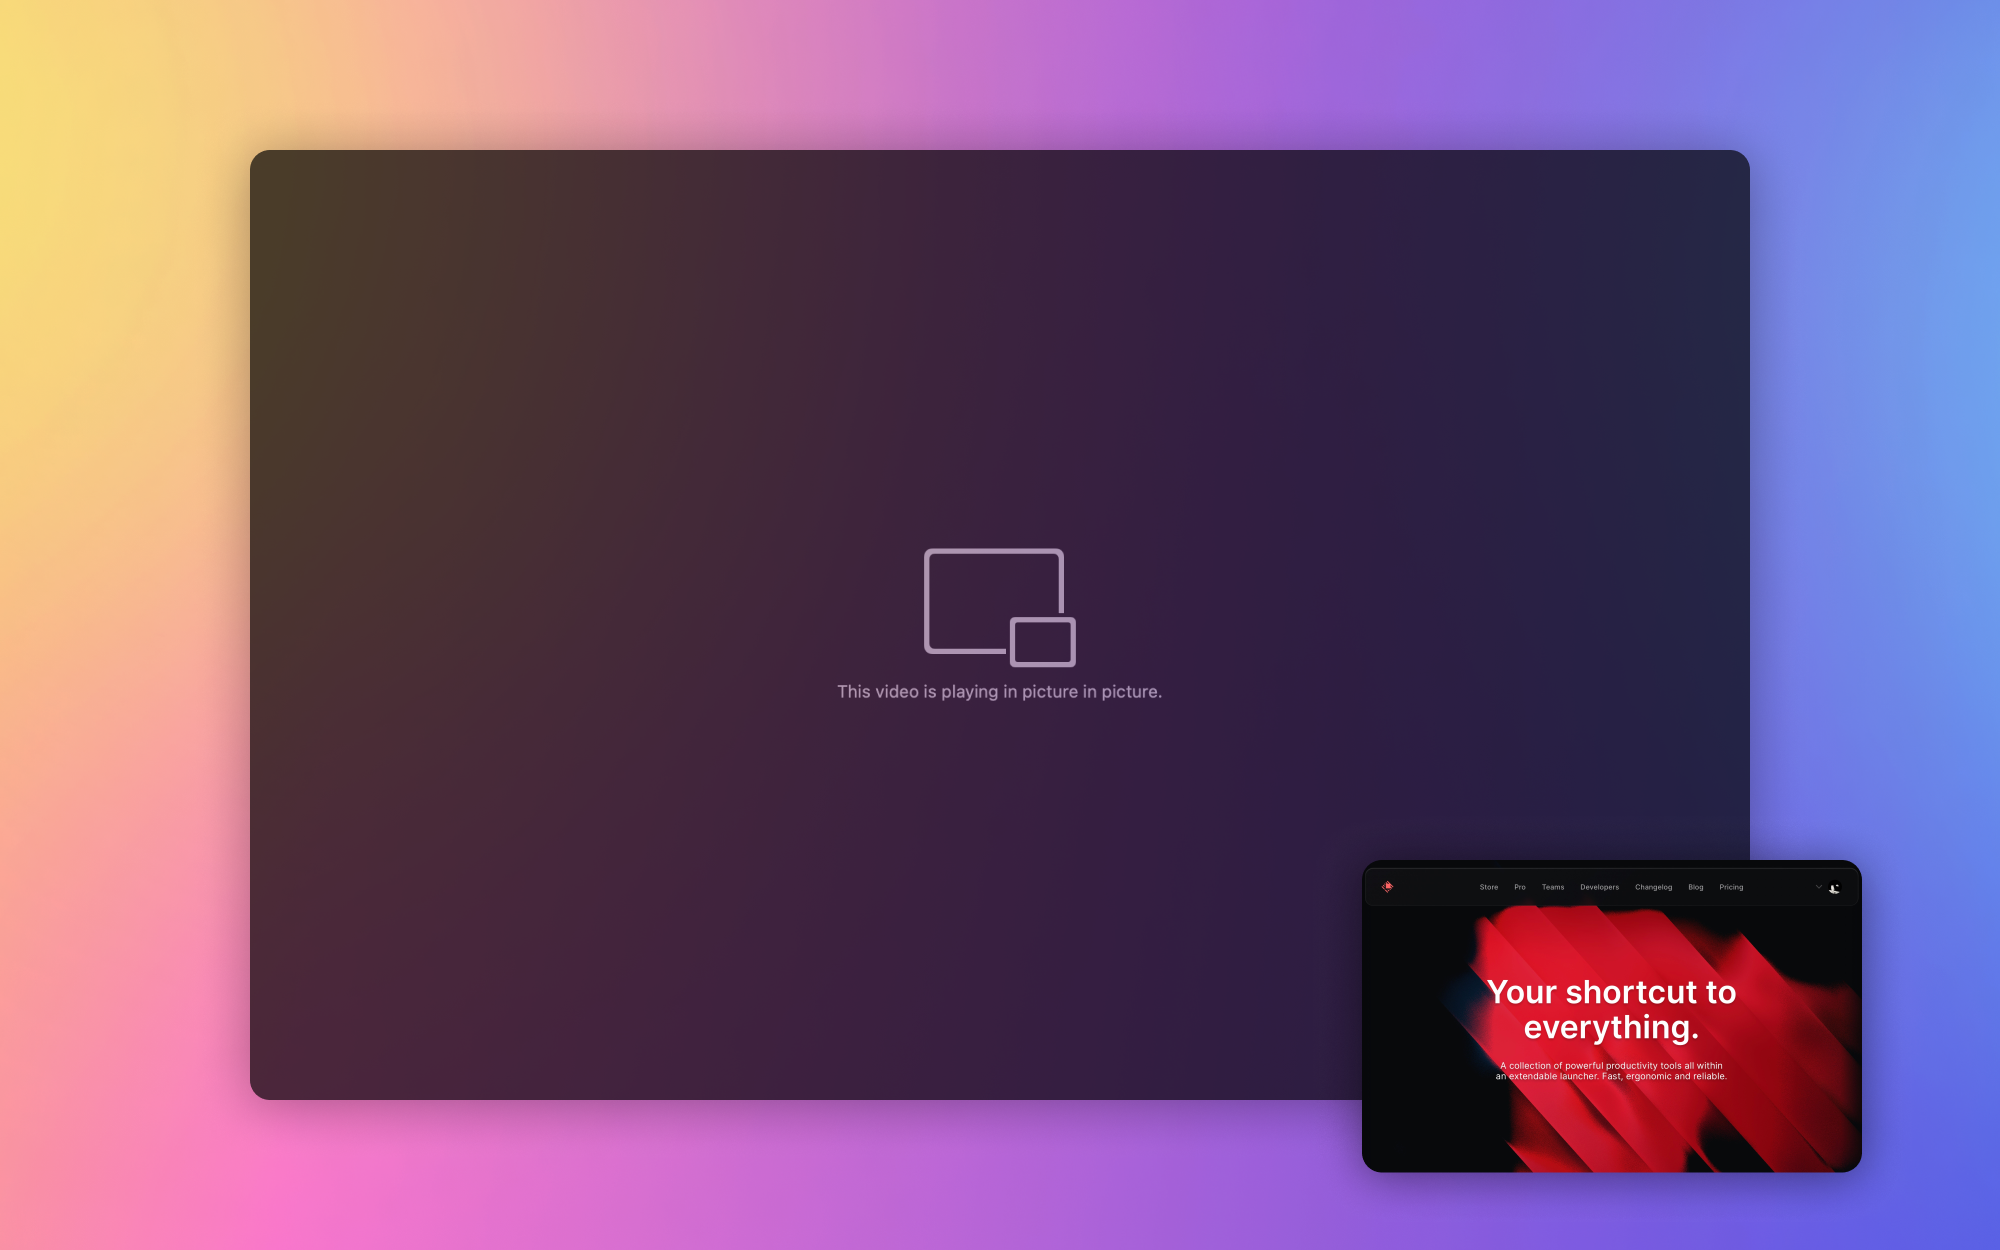 This video is playing in picture in picture.
Store Pro Teams Developers Changelog Blog Pricing
Your shortcut to
everything.
A collection of powerful productivity tools all within
an extendable launcher. Fast, ergonomic and reliable.